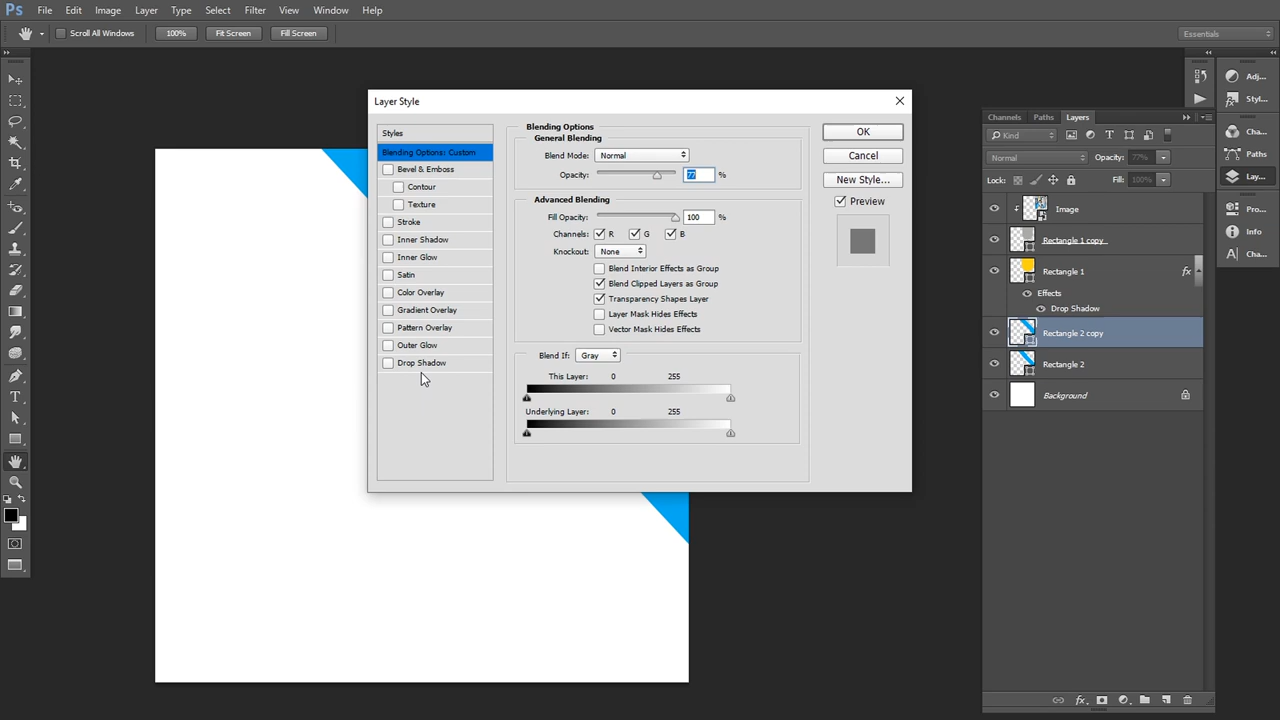 Ps File Edit Image Layer Type Select Filter View Window Help
Scroll All Windows 100% Fit Screen Fill Screen Essentials
Layer Style
Styles
Blending Options: Custom
Bevel & Emboss
Contour
Texture
Stroke
Inner Shadow
Inner Glow
Satin
Color Overlay
Gradient Overlay
Pattern Overlay
Outer Glow
Drop Shadow
Blending Options
General Blending
Blend Mode: Normal
Opacity: 77 %
Advanced Blending
Fill Opacity: 100 %
Channels: R G B
Knockout: None
Blend Interior Effects as Group
Blend Clipped Layers as Group
Transparency Shapes Layer
Layer Mask Hides Effects
Vector Mask Hides Effects
Blend If: Gray
This Layer: 0 255
Underlying Layer: 0 255
OK
Cancel
New Style...
Preview
Channels Paths Layers
Kind
Normal Opacity: 77%
Lock: Fill: 100%
Image
Rectangle 1 copy
Rectangle 1 fx
Effects
Drop Shadow
Rectangle 2 copy
Rectangle 2
Background
fx
Adj...
Styl...
Cha...
Paths
Lay...
Pro...
Info
Cha...